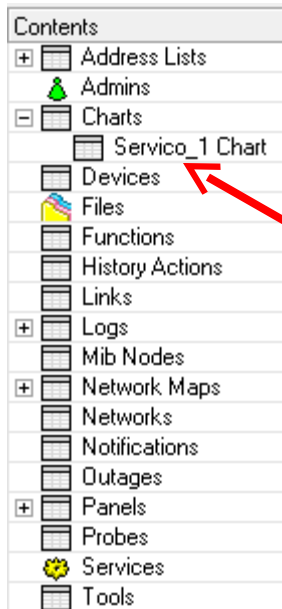 Contents
Address Lists
Admins
Charts
Servico_1 Chart
Devices
Files
Functions
History Actions
Links
Logs
Mib Nodes
Network Maps
Networks
Notifications
Outages
Panels
Probes
Services
Tools